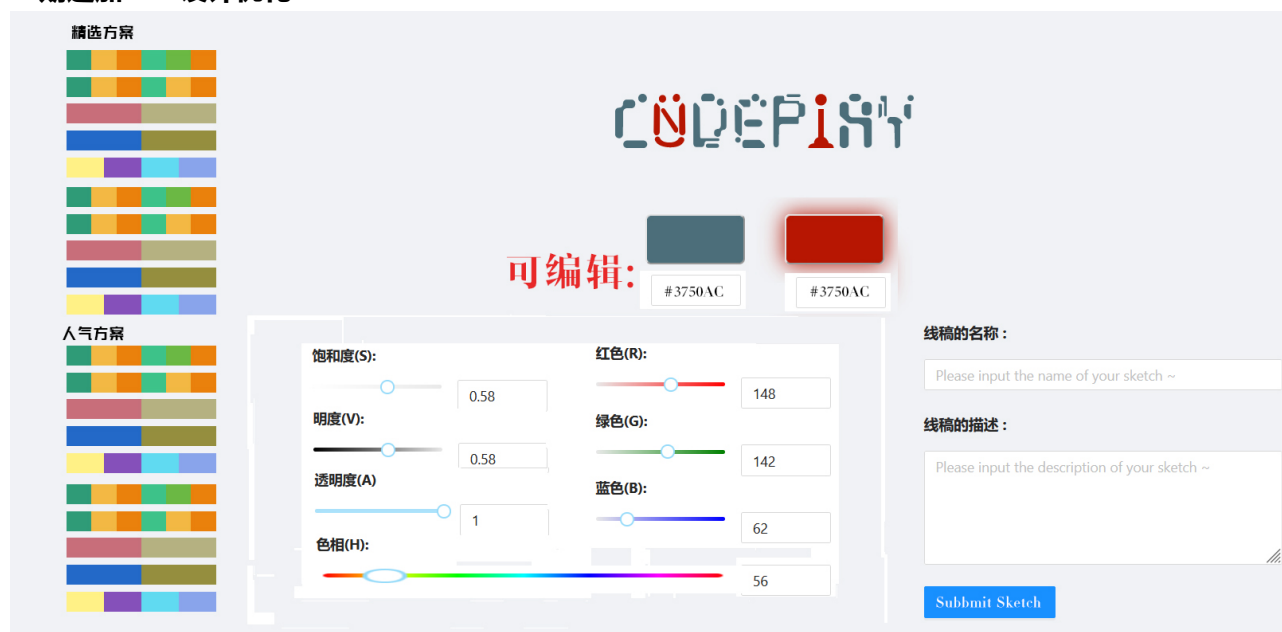 精选方案
CODEPLAY
可编辑:
#3750AC
#3750AC
人气方案
饱和度(S):
0.58
明度(V):
0.58
透明度(A)
1
色相(H):
56
红色(R):
148
绿色(G):
142
蓝色(B):
62
线稿的名称：
Please input the name of your sketch ~
线稿的描述：
Please input the description of your sketch ~
Subbmit Sketch